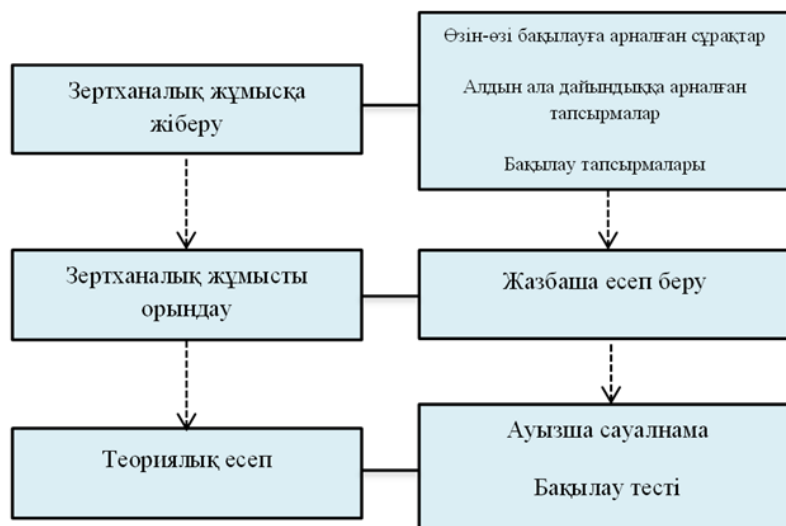 Зертханалық жұмысқа
жіберу
Өзін-өзі бақылауға арналған сұрақтар
Алдын ала дайындыққа арналған
тапсырмалар
Бақылау тапсырмалары
Зертханалық жұмысты
орындау
Жазбаша есеп беру
Теориялық есеп
Ауызша сауалнама
Бақылау тесті